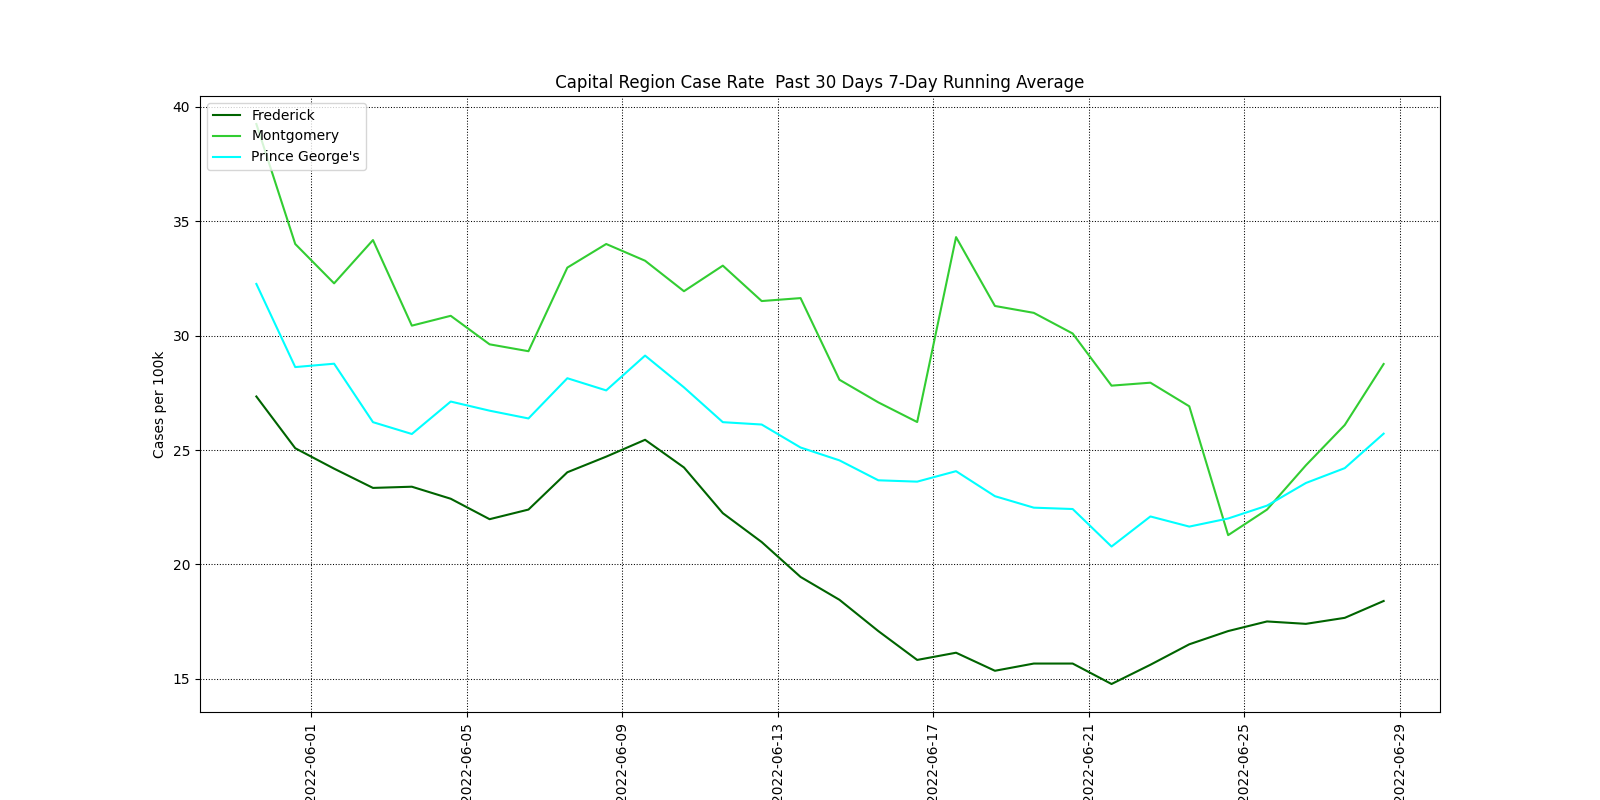 Capital Region Case Rate  Past 30 Days 7-Day Running Average
Frederick
Montgomery
Prince George's
Cases per 100k
40
35
30
25
20
15
2022-06-01
2022-06-05
2022-06-09
2022-06-13
2022-06-17
2022-06-21
2022-06-25
2022-06-29